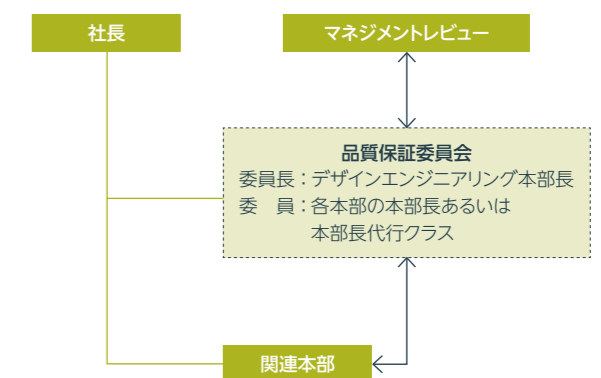 社長
マネジメントレビュー
品質保証委員会
委員長：デザインエンジニアリング本部長
委　員：各本部の本部長あるいは
本部長代行クラス
関連本部